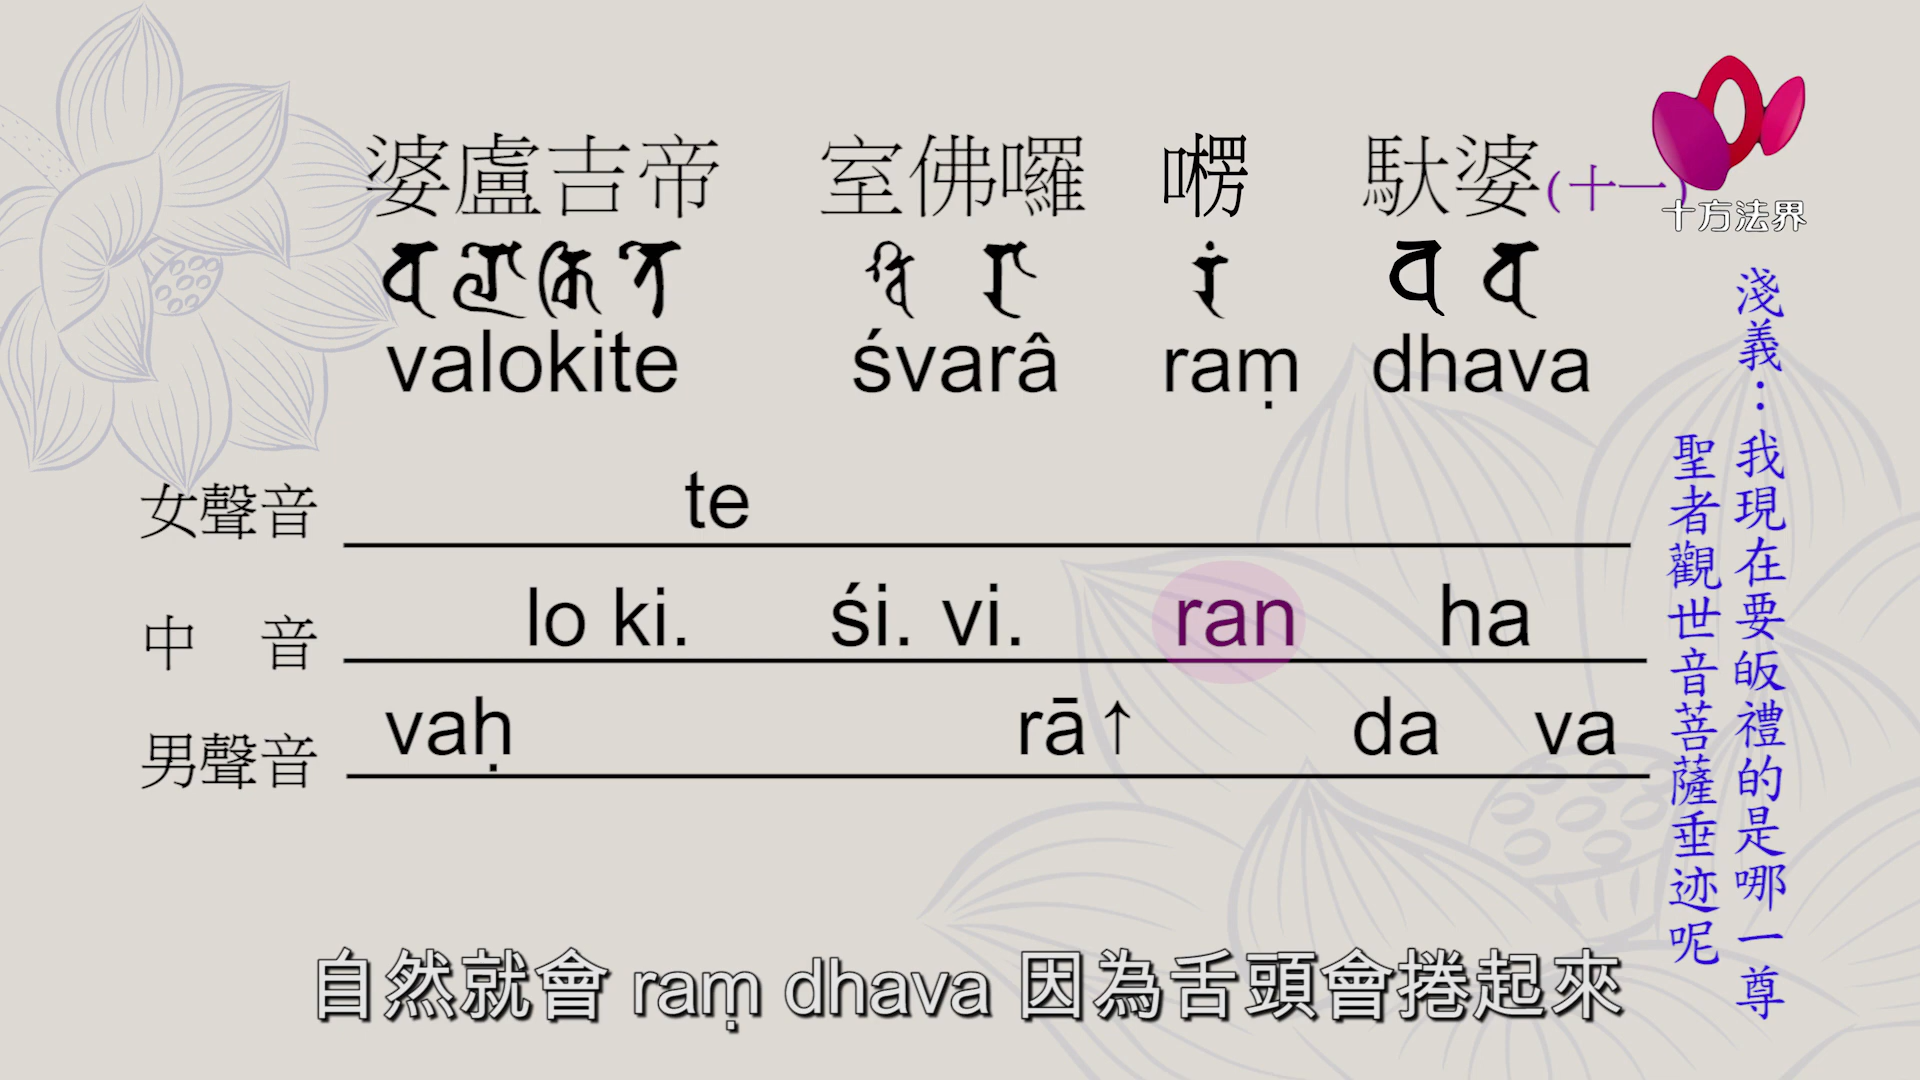 婆盧吉帝 室佛囉 㘄 馱婆(十一)
valokite śvarâ raṃ dhava
女聲音 te
中 音 lo ki. śi. vi. ran ha
男聲音 vaḥ rā↑ da va
十方法界
淺義：我現在要皈禮的是哪一尊
聖者觀世音菩薩垂迹呢
自然就會 raṃ dhava 因為舌頭會捲起來